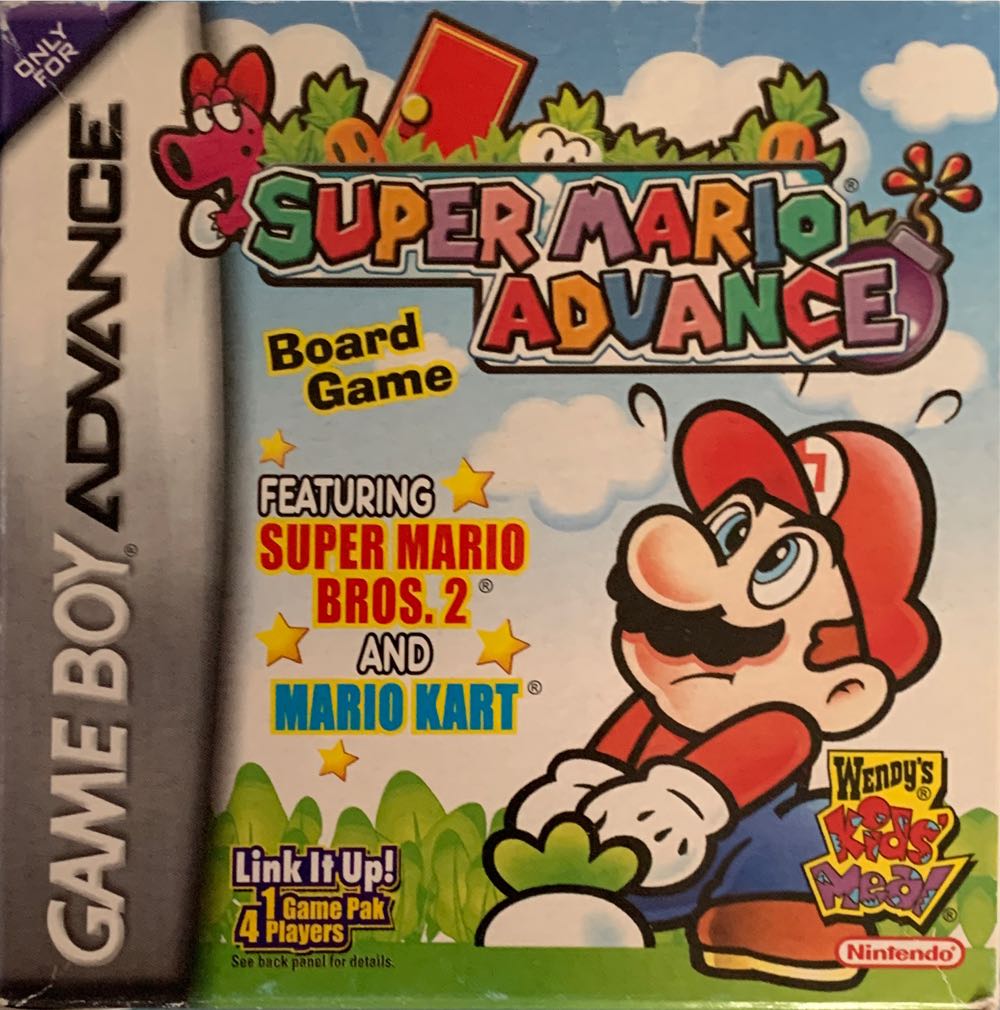 ONLY
FOR
GAME BOY ADVANCE®
SUPER MARIO®
ADVANCE
Board
Game
FEATURING
SUPER MARIO
BROS. 2®
AND
MARIO KART®
Link It Up!
1 Game Pak
4 Players
See back panel for details.
WENDY'S®
Kids'
Meal®
Nintendo®